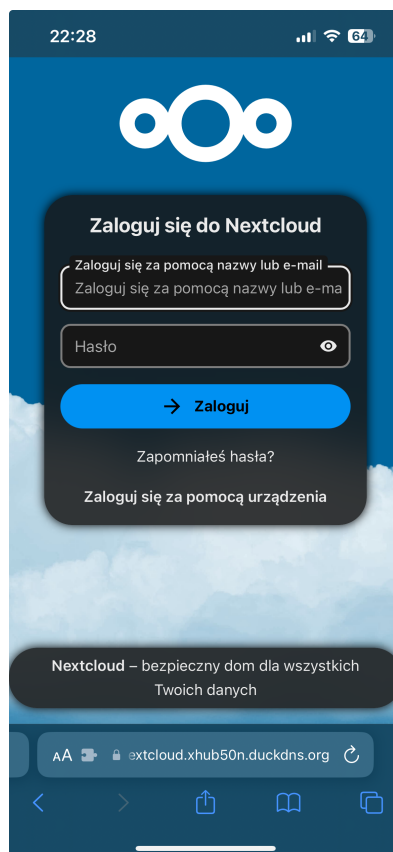 22:28
64
Zaloguj się do Nextcloud
Zaloguj się za pomocą nazwy lub e-mail
Zaloguj się za pomocą nazwy lub e-ma
Hasło
→ Zaloguj
Zapomniałeś hasła?
Zaloguj się za pomocą urządzenia
Nextcloud – bezpieczny dom dla wszystkich
Twoich danych
AA extcloud.xhub50n.duckdns.org